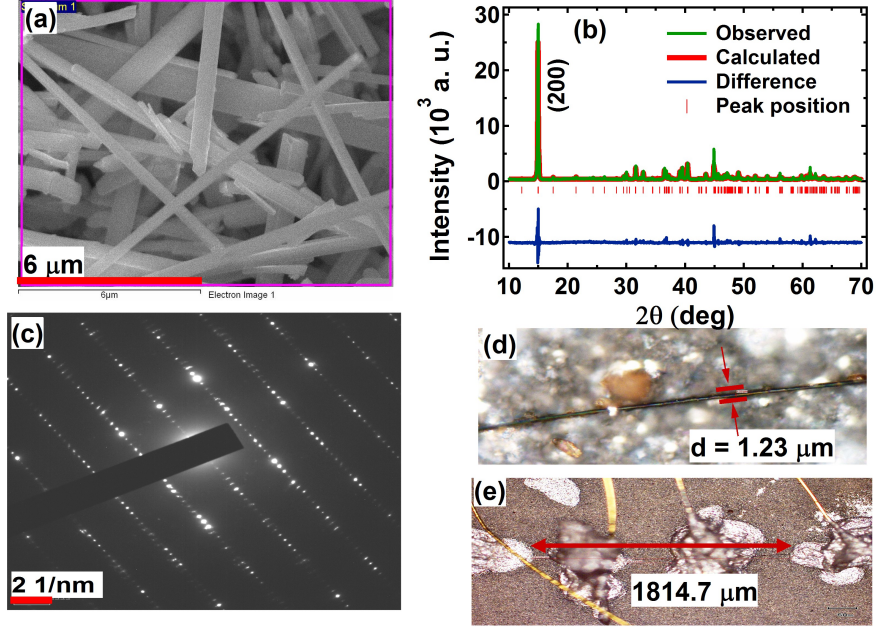 (a)
m 1
6 μm
6μm
Electron Image 1
(b)
Observed
Calculated
Difference
Peak position
(200)
Intensity (10³ a. u.)
30
20
10
0
-10
10 20 30 40 50 60 70
2θ (deg)
(c)
2 1/nm
(d)
d = 1.23 μm
(e)
1814.7 μm